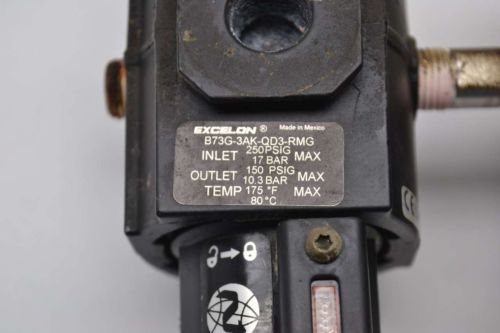 EXCELON ® Made in Mexico
B73G-3AK-QD3-RMG
INLET 250PSIG MAX
17 BAR
OUTLET 150 PSIG MAX
10.3 BAR
TEMP 175 °F MAX
80 °C